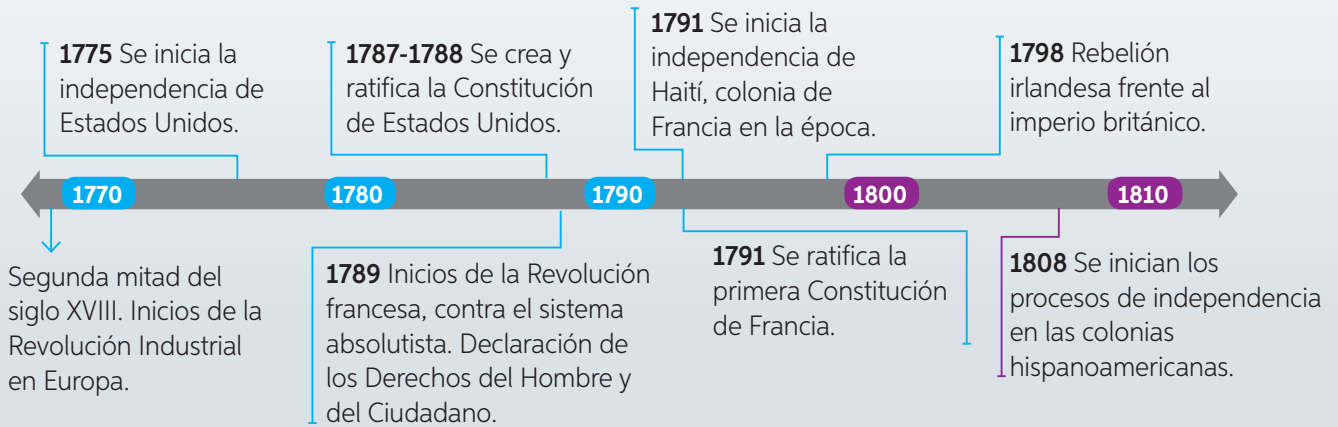 1775 Se inicia la
independencia de
Estados Unidos.
1787-1788 Se crea y
ratifica la Constitución
de Estados Unidos.
1791 Se inicia la
independencia de
Haití, colonia de
Francia en la época.
1798 Rebelión
irlandesa frente al
imperio británico.
1770
1780
1790
1800
1810
Segunda mitad del
siglo XVIII. Inicios de la
Revolución Industrial
en Europa.
1789 Inicios de la Revolución
francesa, contra el sistema
absolutista. Declaración de
los Derechos del Hombre y
del Ciudadano.
1791 Se ratifica la
primera Constitución
de Francia.
1808 Se inician los
procesos de independencia
en las colonias
hispanoamericanas.